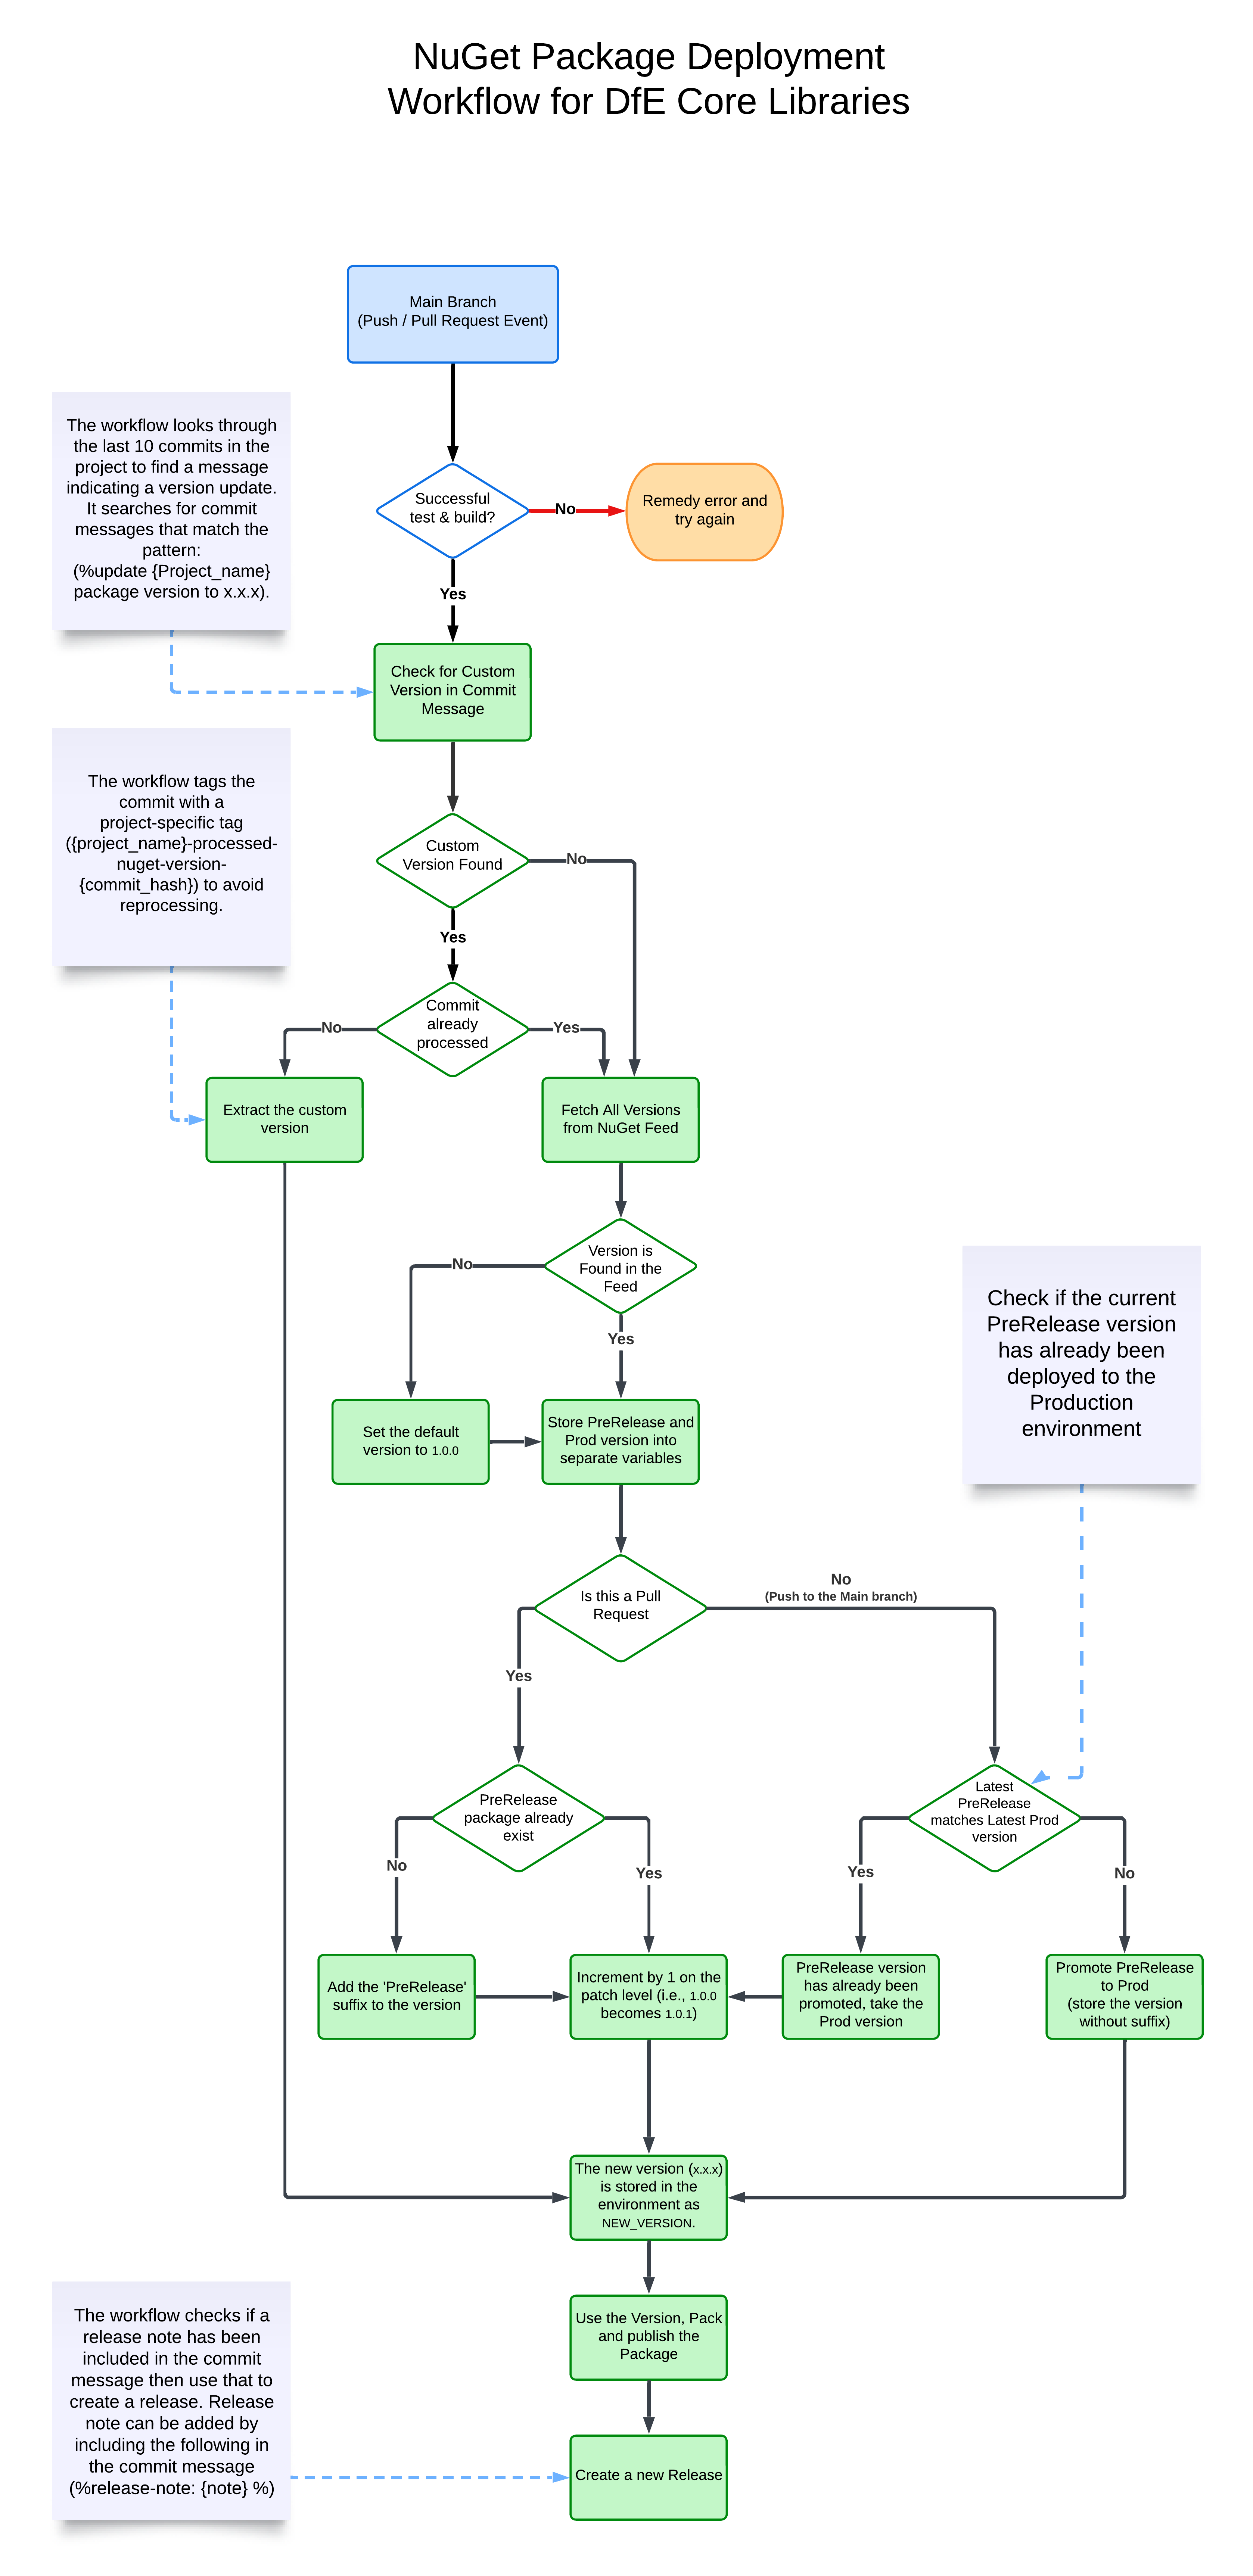 NuGet Package Deployment
Workflow for DfE Core Libraries
Main Branch
(Push / Pull Request Event)
The workflow looks through
the last 10 commits in the
project to find a message
indicating a version update.
It searches for commit
messages that match the
pattern:
(%update {Project_name}
package version to x.x.x).
Successful
test & build?
No
Remedy error and
try again
Yes
Check for Custom
Version in Commit
Message
The workflow tags the
commit with a
project-specific tag
({project_name}-processed-
nuget-version-
{commit_hash}) to avoid
reprocessing.
Custom
Version Found
No
Yes
Commit
already
processed
No
Yes
Extract the custom
version
Fetch All Versions
from NuGet Feed
Version is
Found in the
Feed
No
Yes
Check if the current
PreRelease version
has already been
deployed to the
Production
environment
Set the default
version to 1.0.0
Store PreRelease and
Prod version into
separate variables
Is this a Pull
Request
No
(Push to the Main branch)
Yes
PreRelease
package already
exist
Latest
PreRelease
matches Latest Prod
version
No
Yes
Yes
No
Add the 'PreRelease'
suffix to the version
Increment by 1 on the
patch level (i.e., 1.0.0
becomes 1.0.1)
PreRelease version
has already been
promoted, take the
Prod version
Promote PreRelease
to Prod
(store the version
without suffix)
The new version (x.x.x)
is stored in the
environment as
NEW_VERSION.
Use the Version, Pack
and publish the
Package
The workflow checks if a
release note has been
included in the commit
message then use that to
create a release. Release
note can be added by
including the following in
the commit message
(%release-note: {note} %)
Create a new Release